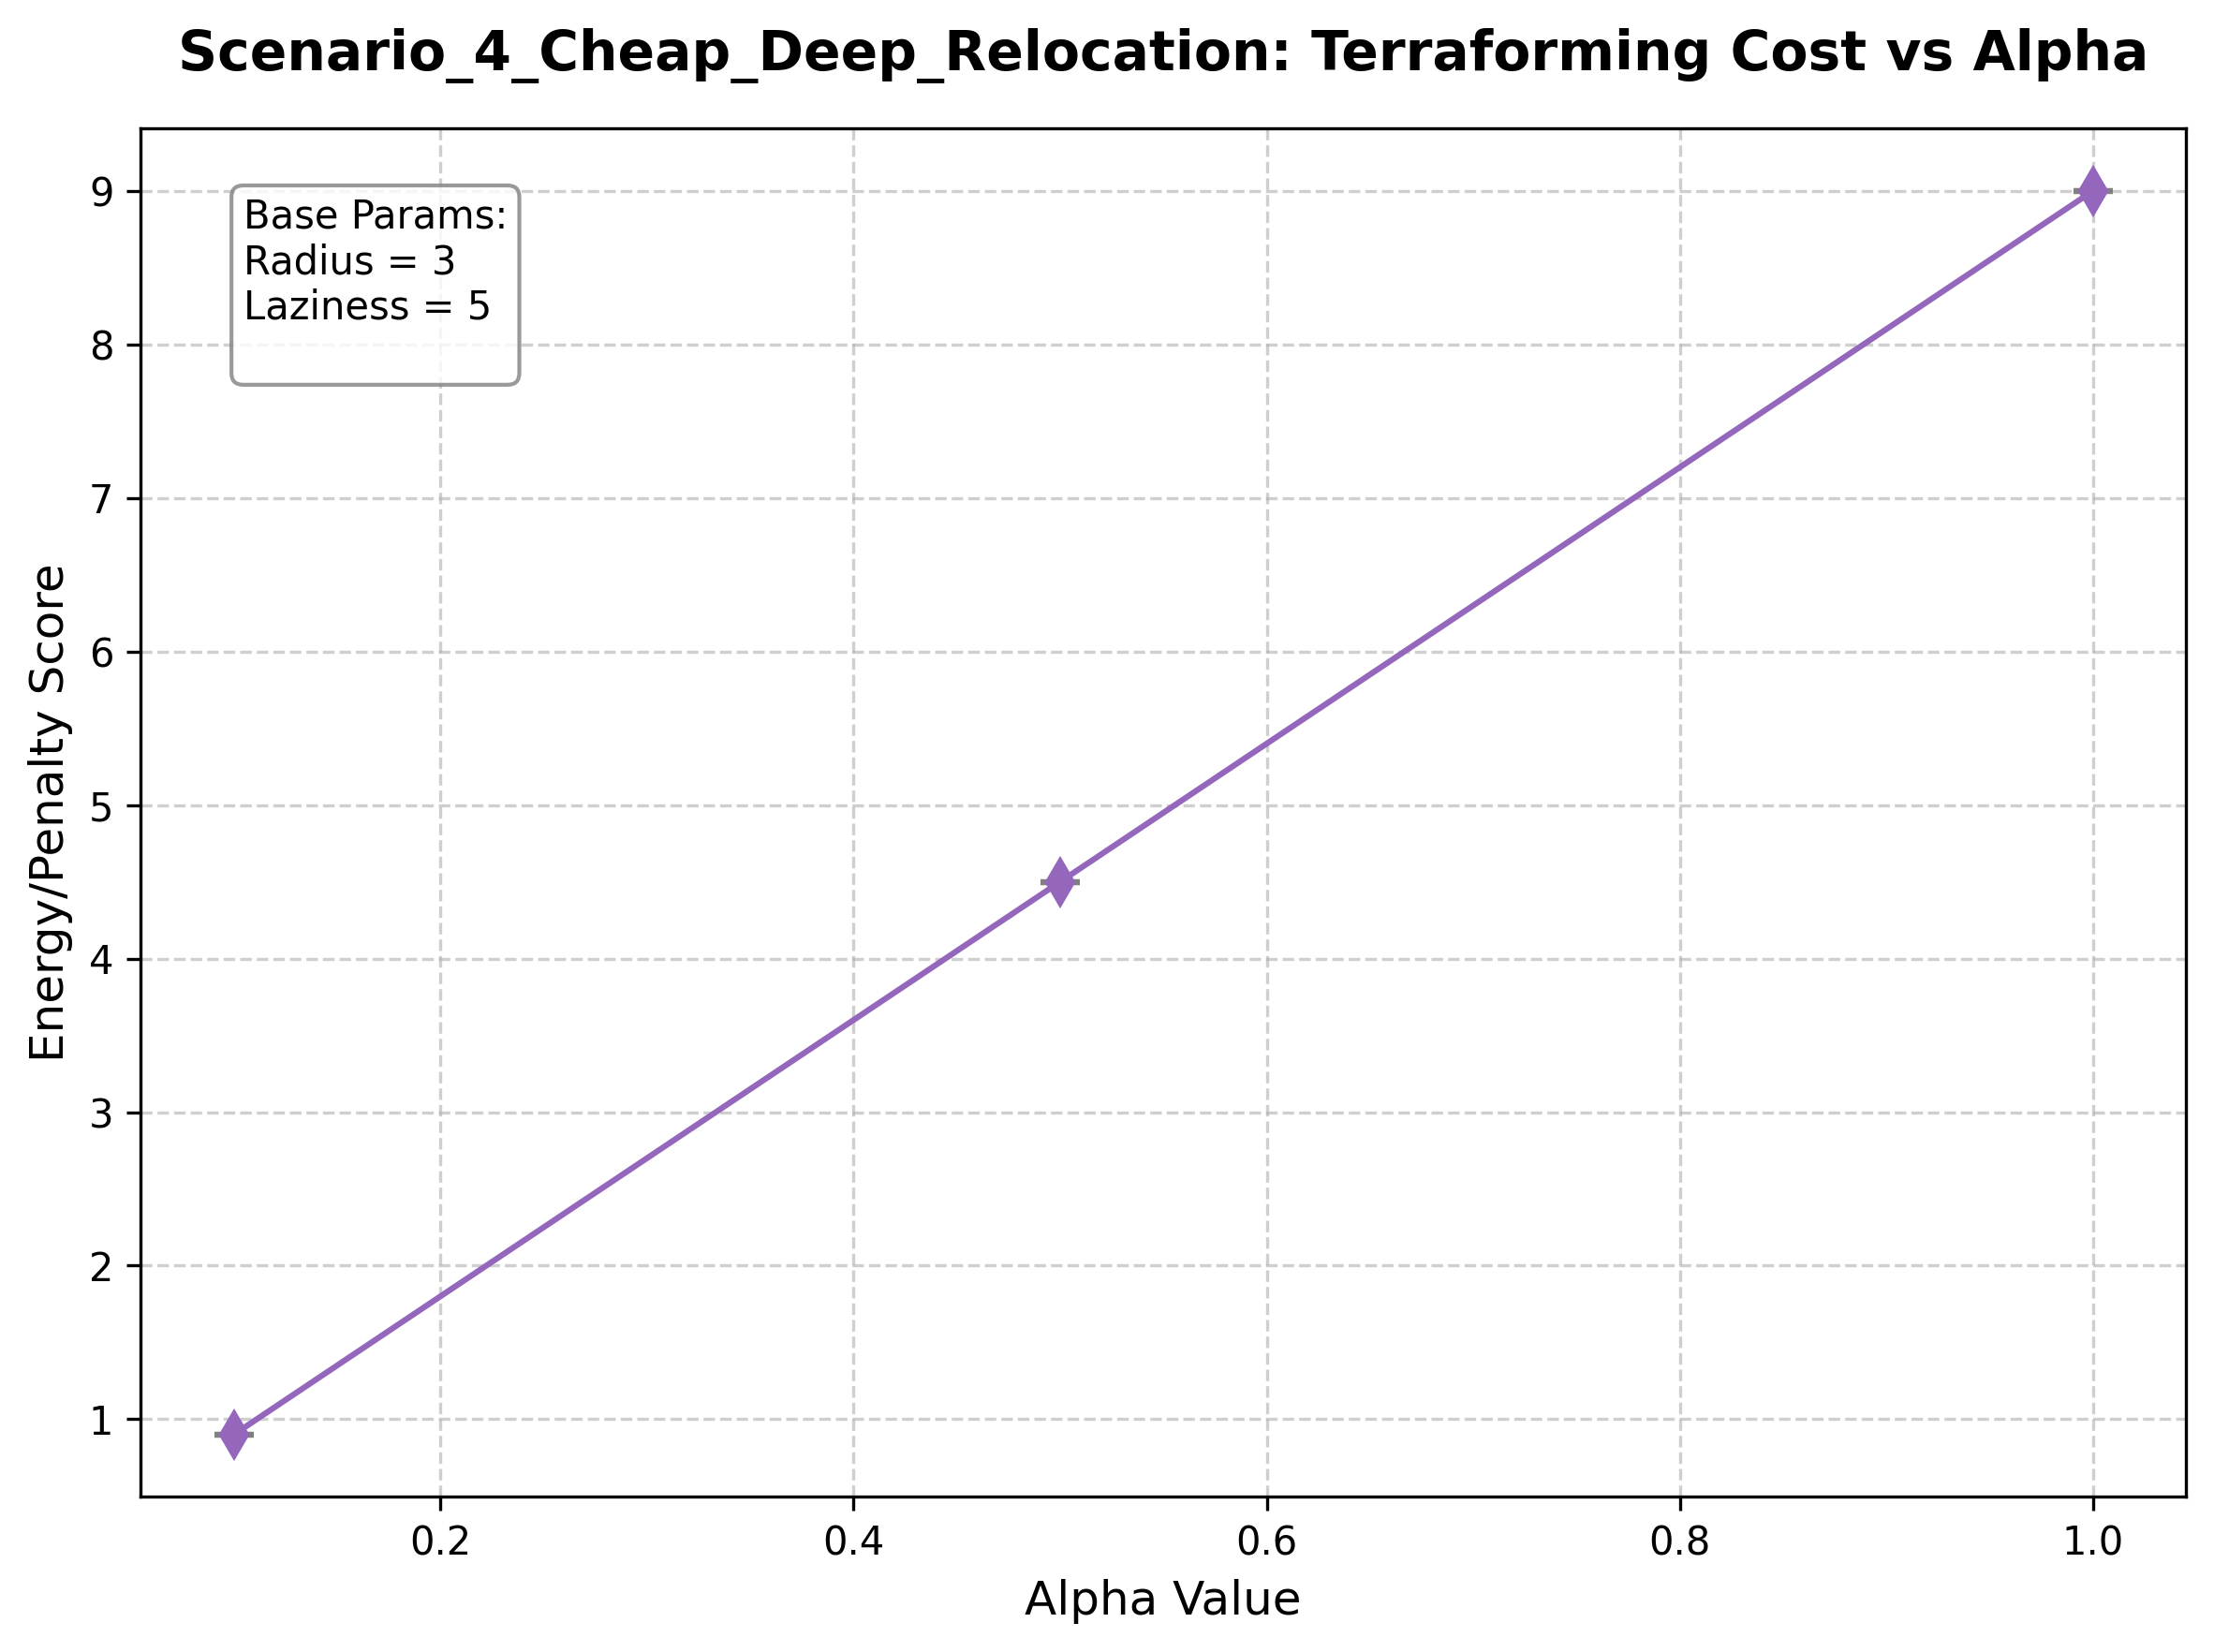 Scenario_4_Cheap_Deep_Relocation: Terraforming Cost vs Alpha
Base Params:
Radius = 3
Laziness = 5
9
8
7
6
5
4
3
2
1
Energy/Penalty Score
0.2
0.4
0.6
0.8
1.0
Alpha Value